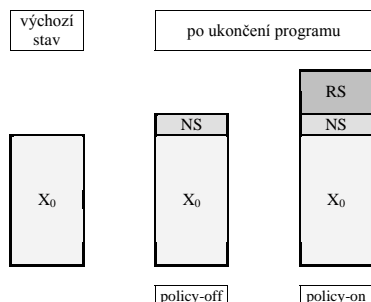 výchozí
stav
po ukončení programu
RS
NS
NS
X₀
X₀
X₀
policy-off
policy-on